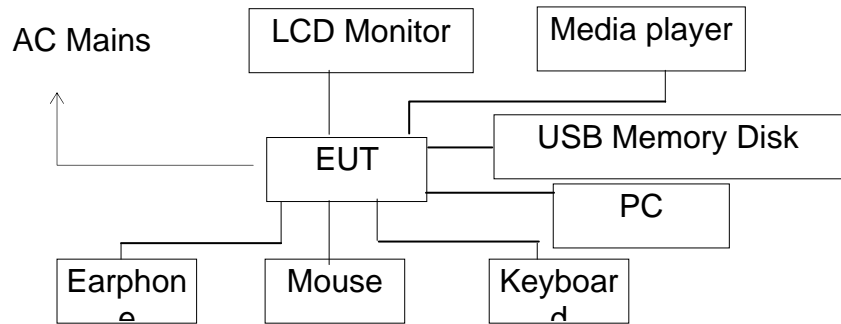 AC Mains
LCD Monitor
Media player
EUT
USB Memory Disk
PC
Earphon
e
Mouse
Keyboar
d